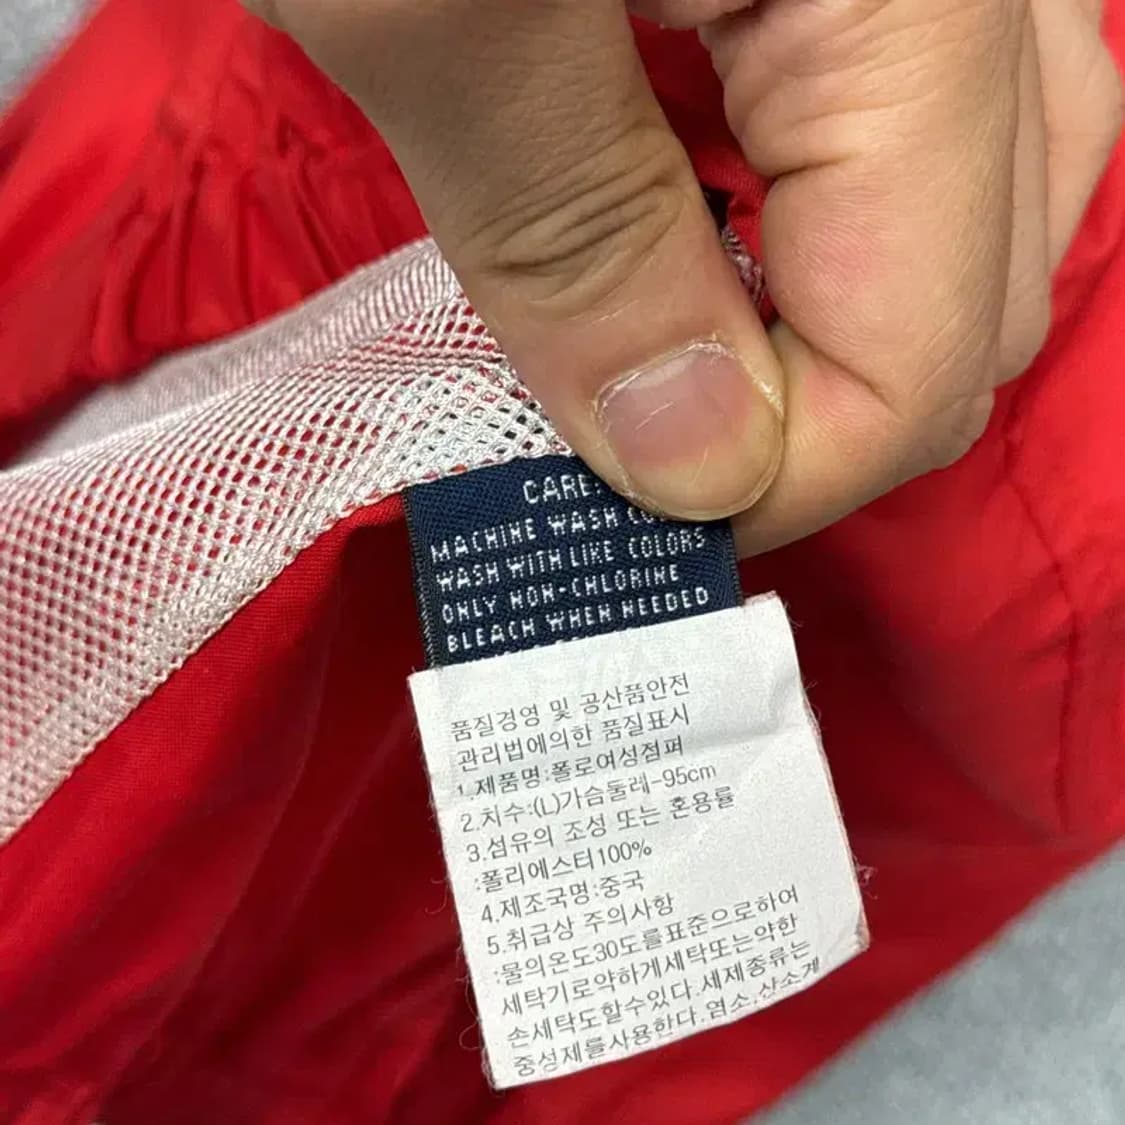 CARE:
MACHINE WASH
WASH WITH LIKE COLORS
ONLY NON-CHLORINE
BLEACH WHEN NEEDED
품질경영 및 공산품안전
관리법에의한 품질표시
1.제품명:폴로여성점퍼
2.치수:(L)가슴둘레-95cm
3.섬유의 조성 또는 혼용률
:폴리에스터100%
4.제조국명:중국
5.취급상 주의사항
:물의온도30도를표준으로하여
세탁기로약하게세탁또는약한
손세탁도할수있다.세제종류는
중성제를사용한다.염소,산소계